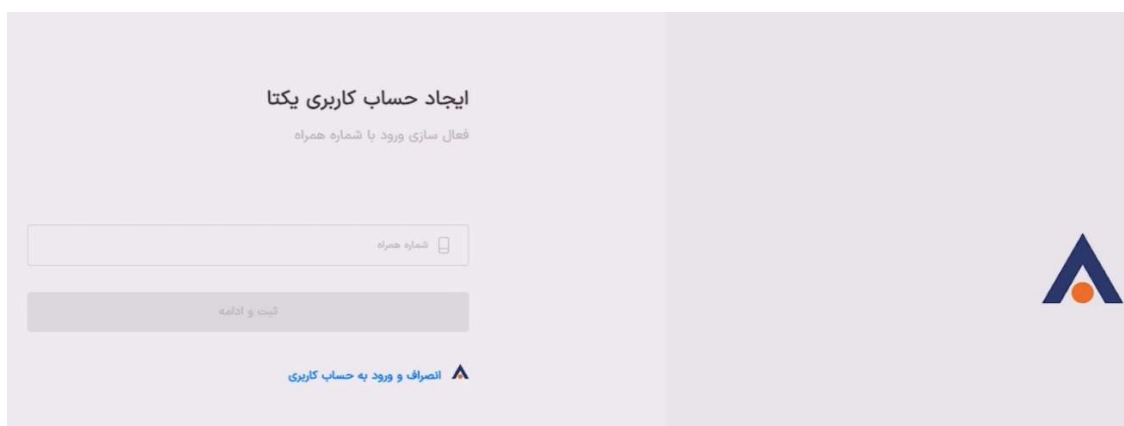 ایجاد حساب کاربری یکتا
فعال سازی ورود با شماره همراه
شماره همراه
ثبت و ادامه
انصراف و ورود به حساب کاربری